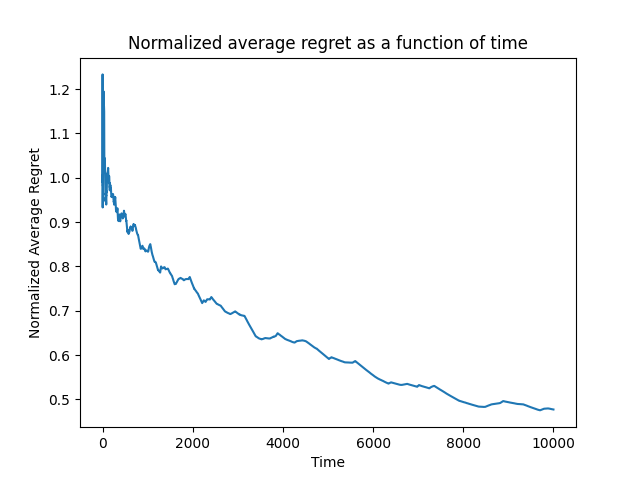 Normalized average regret as a function of time
1.2
1.1
1.0
0.9
0.8
0.7
0.6
0.5
Normalized Average Regret
0 2000 4000 6000 8000 10000
Time